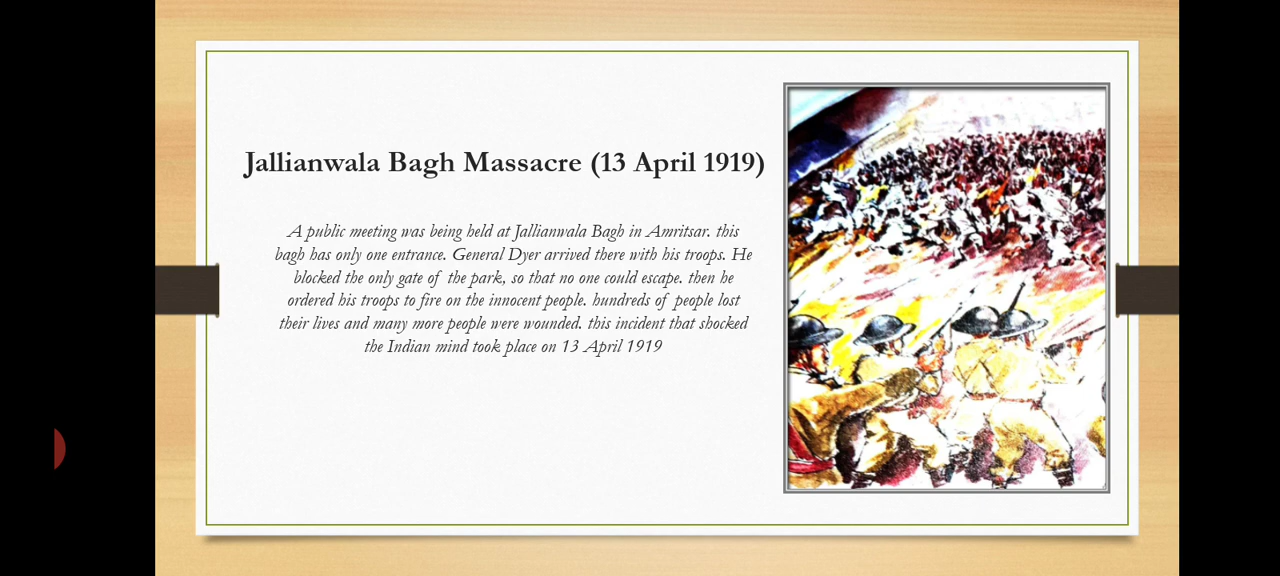 Jallianwala Bagh Massacre (13 April 1919)
A public meeting was being held at Jallianwala Bagh in Amritsar. this
bagh has only one entrance. General Dyer arrived there with his troops. He
blocked the only gate of the park, so that no one could escape. then he
ordered his troops to fire on the innocent people. hundreds of people lost
their lives and many more people were wounded. this incident that shocked
the Indian mind took place on 13 April 1919